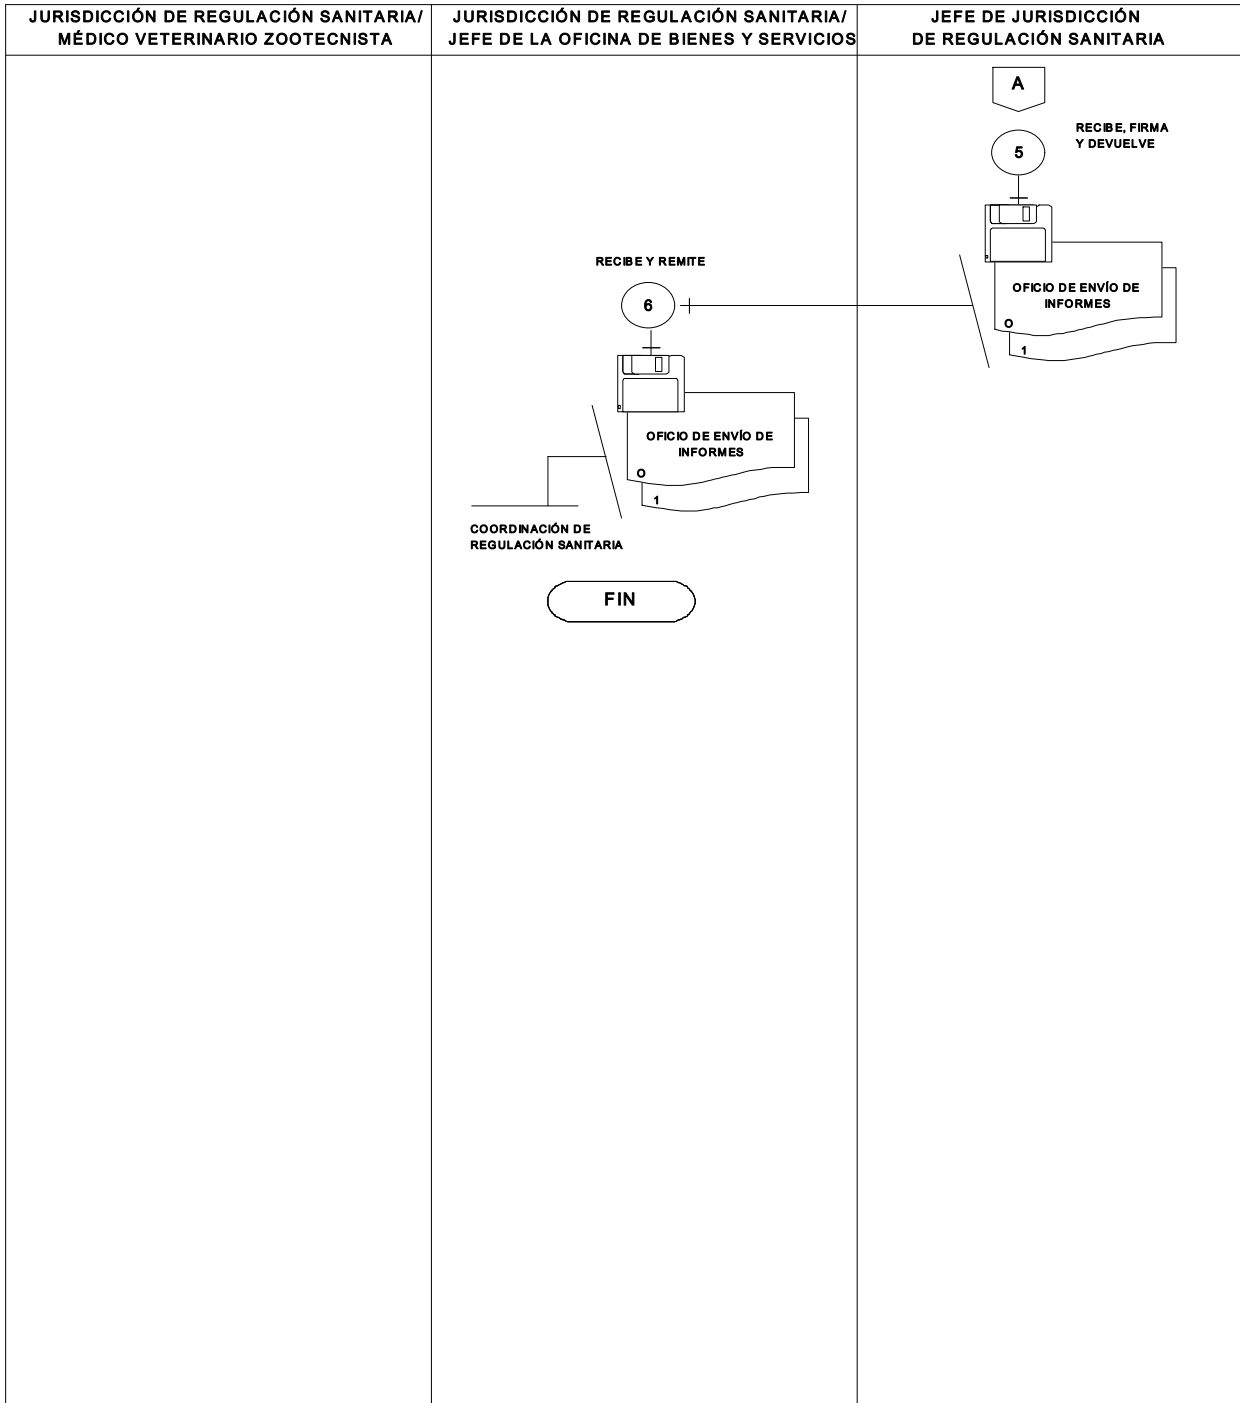 JURISDICCIÓN DE REGULACIÓN SANITARIA/
MÉDICO VETERINARIO ZOOTECNISTA
JURISDICCIÓN DE REGULACIÓN SANITARIA/
JEFE DE LA OFICINA DE BIENES Y SERVICIOS
JEFE DE JURISDICCIÓN
DE REGULACIÓN SANITARIA
A
RECIBE, FIRMA
Y DEVUELVE
5
OFICIO DE ENVÍO DE
INFORMES
O
1
RECIBE Y REMITE
6
OFICIO DE ENVÍO DE
INFORMES
O
1
COORDINACIÓN DE
REGULACIÓN SANITARIA
FIN